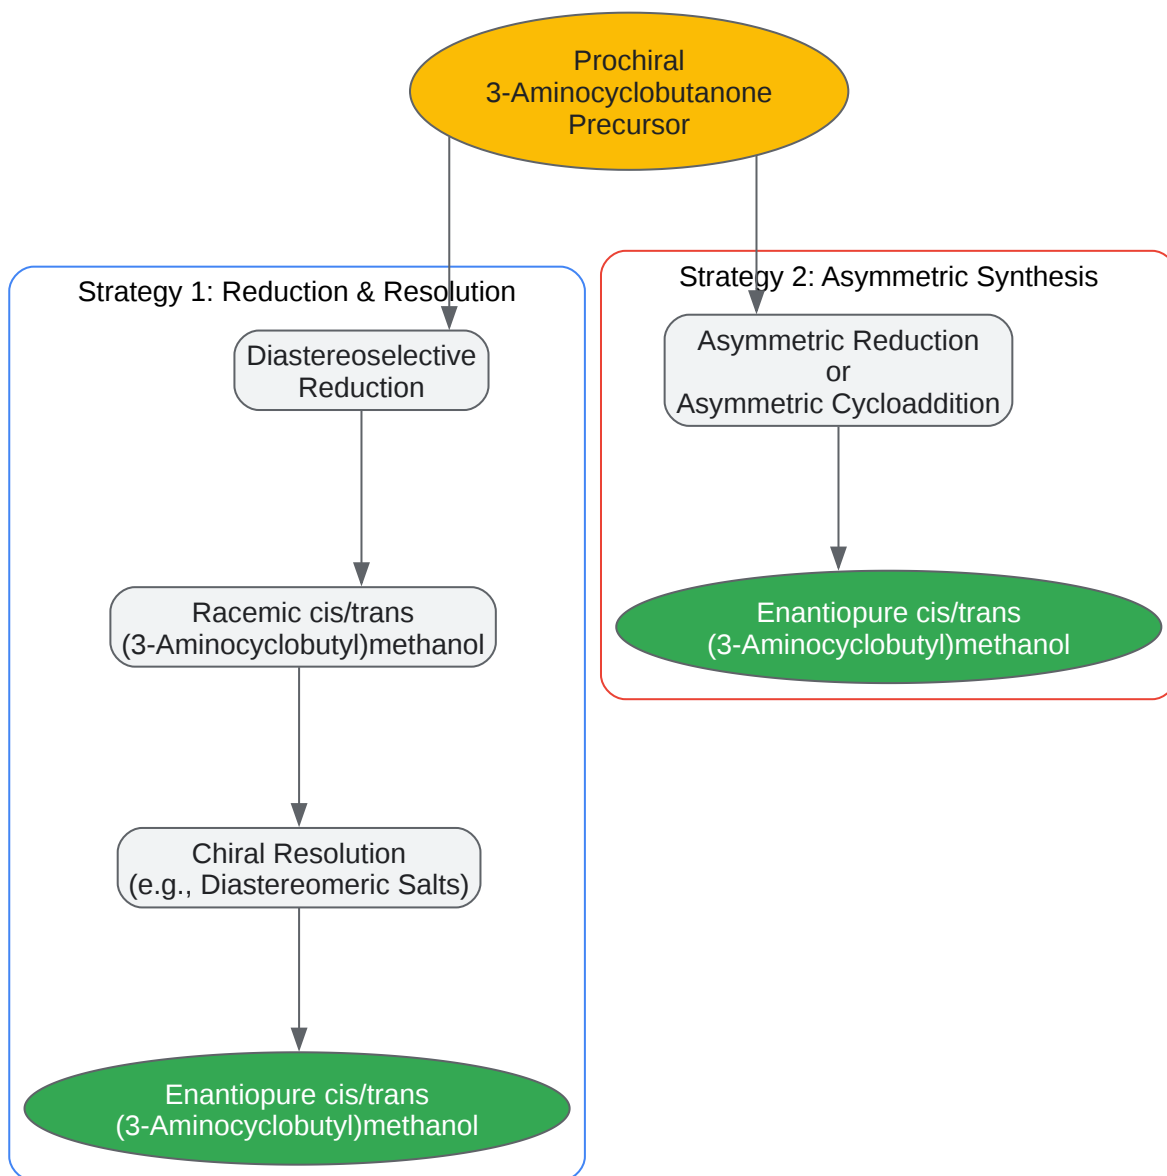 Prochiral
3-Aminocyclobutanone
Precursor
Strategy 1: Reduction & Resolution
Diastereoselective
Reduction
Racemic cis/trans
(3-Aminocyclobutyl)methanol
Chiral Resolution
(e.g., Diastereomeric Salts)
Enantiopure cis/trans
(3-Aminocyclobutyl)methanol
Strategy 2: Asymmetric Synthesis
Asymmetric Reduction
or
Asymmetric Cycloaddition
Enantiopure cis/trans
(3-Aminocyclobutyl)methanol